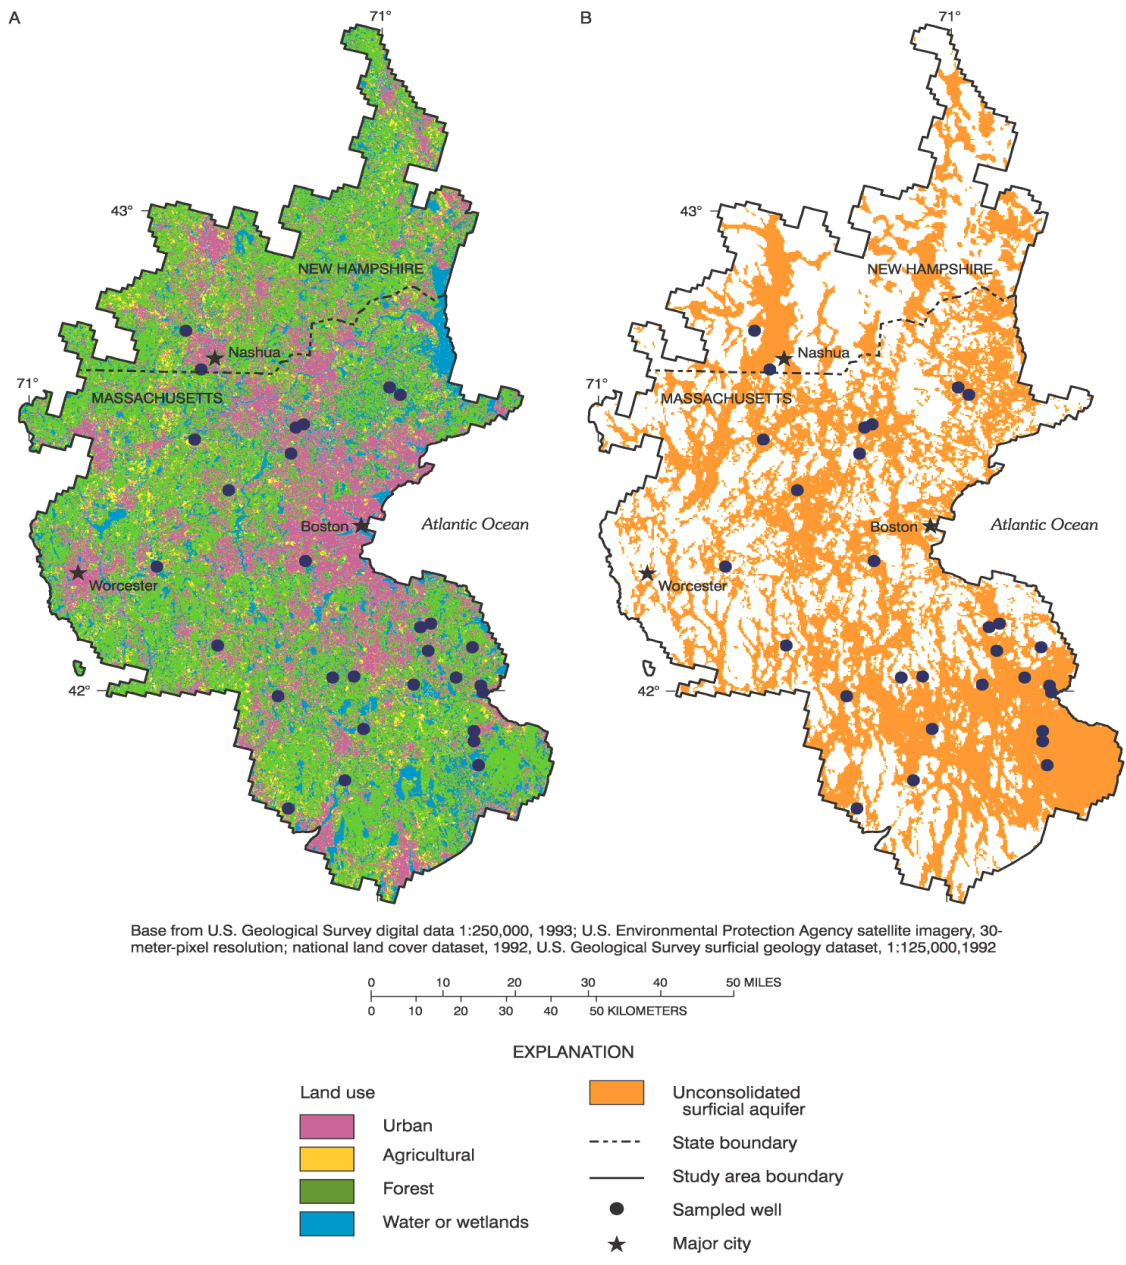 A
71°
43°
NEW HAMPSHIRE
Nashua
71°
MASSACHUSETTS
Boston
Atlantic Ocean
Worcester
42°
71°
B
71°
43°
NEW HAMPSHIRE
Nashua
71°
MASSACHUSETTS
Boston
Atlantic Ocean
Worcester
42°
71°
Base from U.S. Geological Survey digital data 1:250,000, 1993; U.S. Environmental Protection Agency satellite imagery, 30-
meter-pixel resolution; national land cover dataset, 1992, U.S. Geological Survey surficial geology dataset, 1:125,000,1992
0 10 20 30 40 50 MILES
0 10 20 30 40 50 KILOMETERS
EXPLANATION
Land use
Urban
Agricultural
Forest
Water or wetlands
Unconsolidated
surficial aquifer
State boundary
Study area boundary
Sampled well
Major city